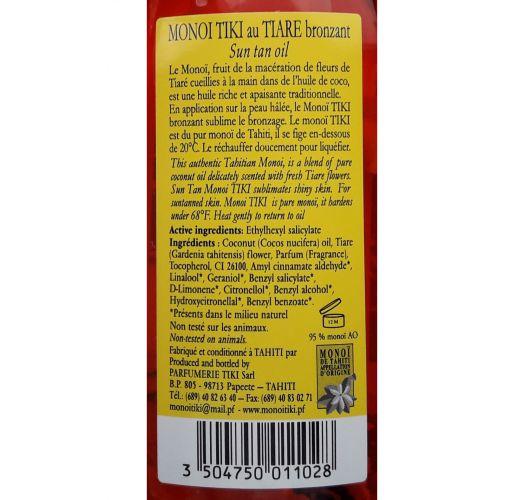 MONOI TIKI au TIARE bronzant
Sun tan oil
Le Monoï, fruit de la macération de fleurs de
Tiaré cueillies à la main dans de l'huile de coco,
est une huile riche et apaisante traditionnelle.
En application sur la peau hâlée, le Monoï TIKI
bronzant sublime le bronzage. Le monoï TIKI
est du pur monoï de Tahiti, il se fige en-dessous
de 20°C. Le réchauffer doucement pour liquéfier.
This authentic Tahitian Monoi, is a blend of pure
coconut oil delicately scented with fresh Tiare flowers.
Sun Tan Monoi TIKI sublimates shiny skin. For
suntanned skin. Monoi TIKI is pure monoi, it hardens
under 68°F. Heat gently to return to oil
Active ingredients: Ethylhexyl salicylate
Ingrédients : Coconut (Cocos nucifera) oil, Tiare
(Gardenia tahitensis) flower, Parfum (Fragrance),
Tocopherol, CI 26100, Amyl cinnamate aldehyde*,
Linalool*, Geraniol*, Benzyl salicylate*,
D-Limonene*, Citronellol*, Benzyl alcohol*,
Hydroxycitronellal*, Benzyl benzoate*.
*Présents dans le milieu naturel
Non testé sur les animaux.
Non-tested on animals.
Fabriqué et conditionné à TAHITI par
Produced and bottled by
PARFUMERIE TIKI Sarl
B.P. 805 - 98713 Papeete - TAHITI
Tél.: (689) 40 82 63 40 - Fax: (689) 40 83 02 71
monoitiki@mail.pf - www.monoitiki.pf
12 M
95 % monoï AO
MONOÏ
DE TAHITI
APPELLATION
D'ORIGINE
3 504750 011028